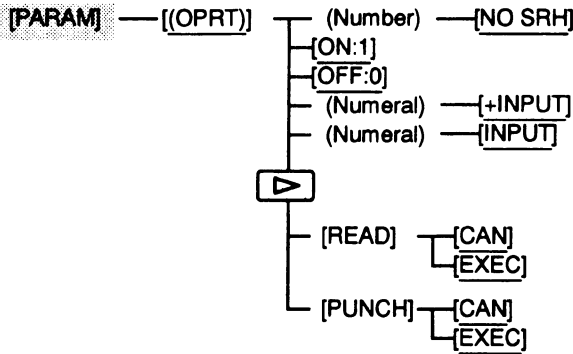 [PARAM] [(OPRT)] (Number) [NO SRH]
[ON:1]
[OFF:0]
(Numeral) [+INPUT]
(Numeral) [INPUT]
[READ] [CAN]
[EXEC]
[PUNCH] [CAN]
[EXEC]